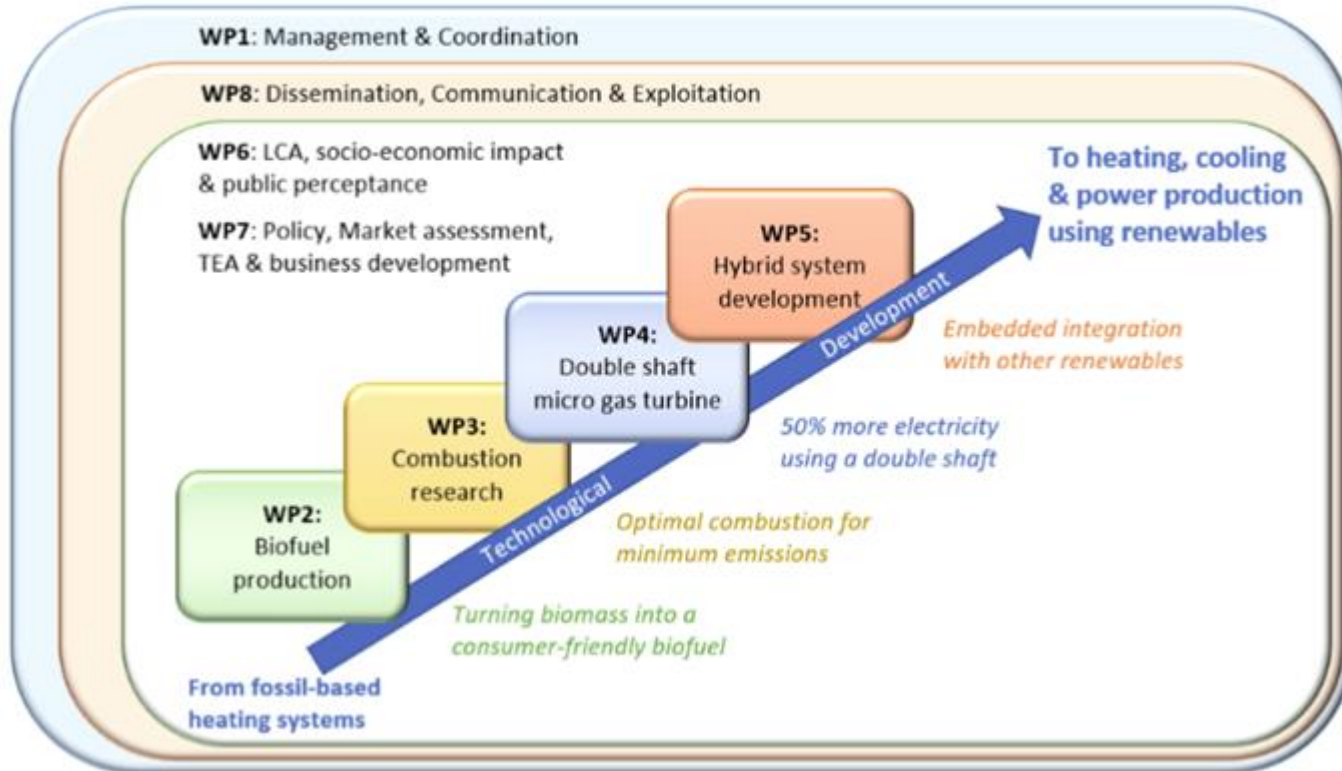 WP1: Management & Coordination
WP8: Dissemination, Communication & Exploitation
WP6: LCA, socio-economic impact
& public perceptance
WP7: Policy, Market assessment,
TEA & business development
To heating, cooling
& power production
using renewables
WP5:
Hybrid system
development
WP4:
Double shaft
micro gas turbine
WP3:
Combustion
research
WP2:
Biofuel
production
Technological
Development
Embedded integration
with other renewables
50% more electricity
using a double shaft
Optimal combustion for
minimum emissions
Turning biomass into a
consumer-friendly biofuel
From fossil-based
heating systems